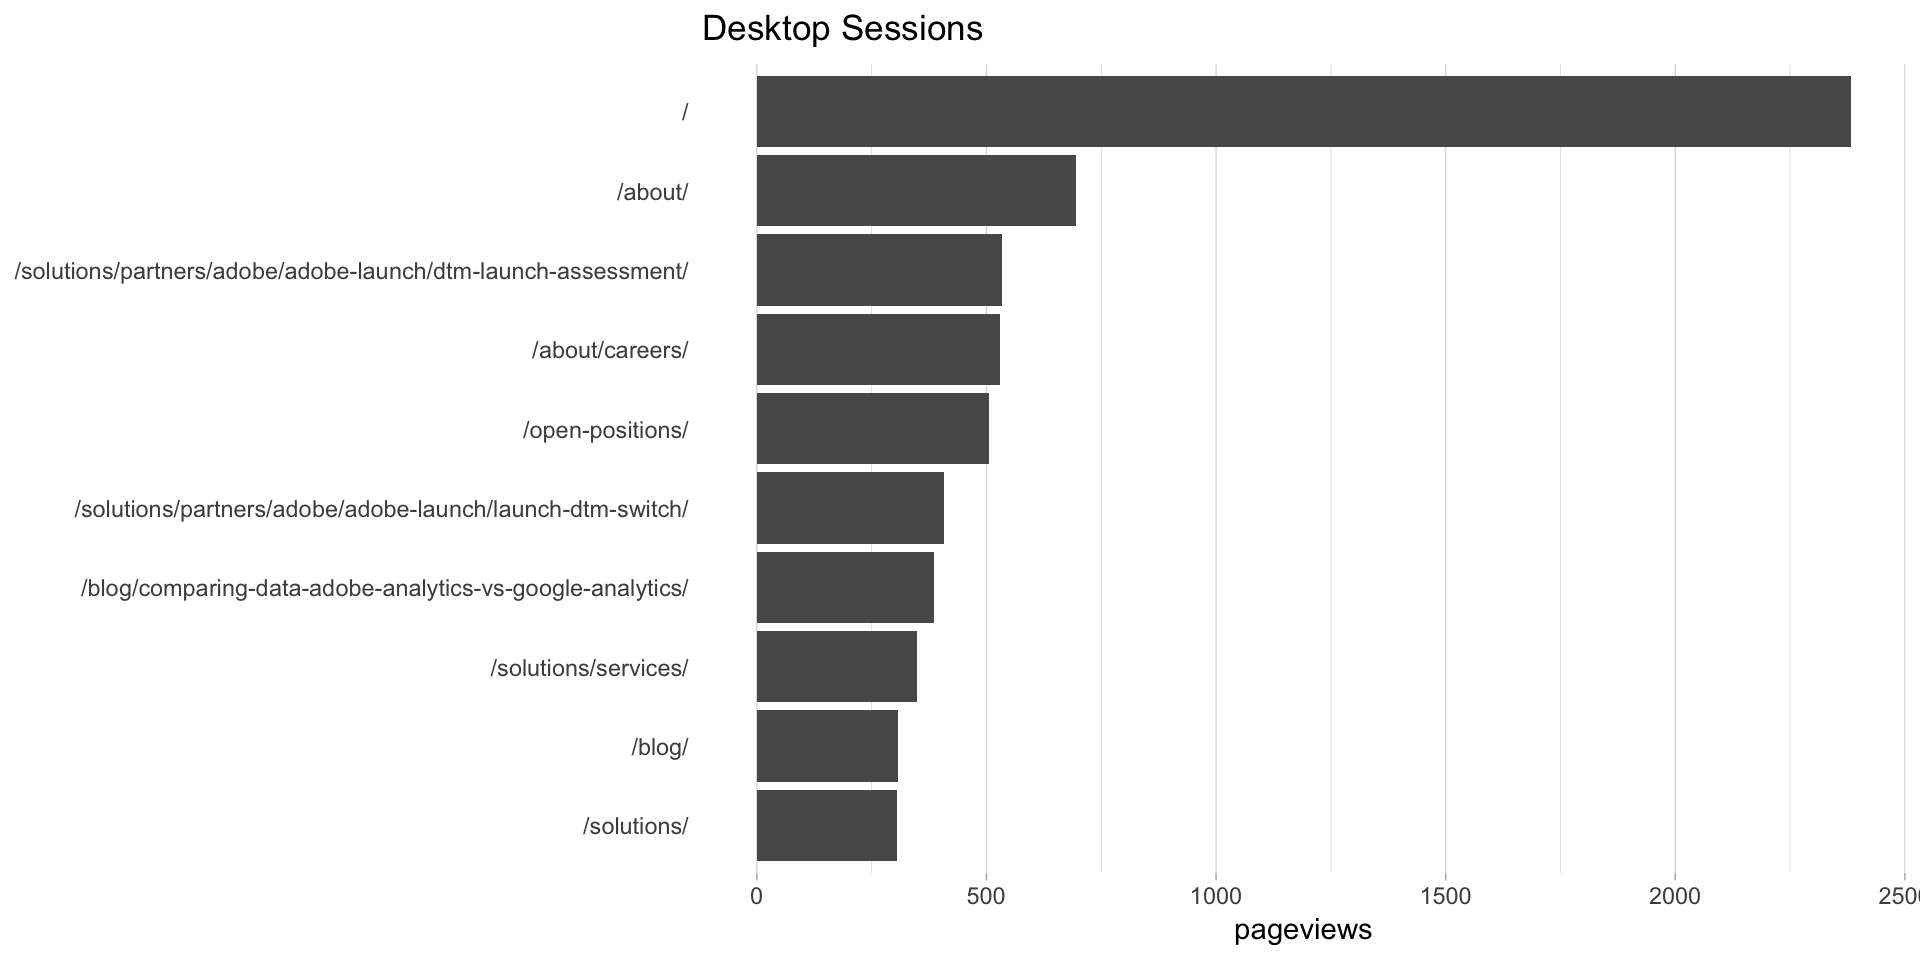 Desktop Sessions
/
/about/
/solutions/partners/adobe/adobe-launch/dtm-launch-assessment/
/about/careers/
/open-positions/
/solutions/partners/adobe/adobe-launch/launch-dtm-switch/
/blog/comparing-data-adobe-analytics-vs-google-analytics/
/solutions/services/
/blog/
/solutions/
0 500 1000 1500 2000 2500
pageviews